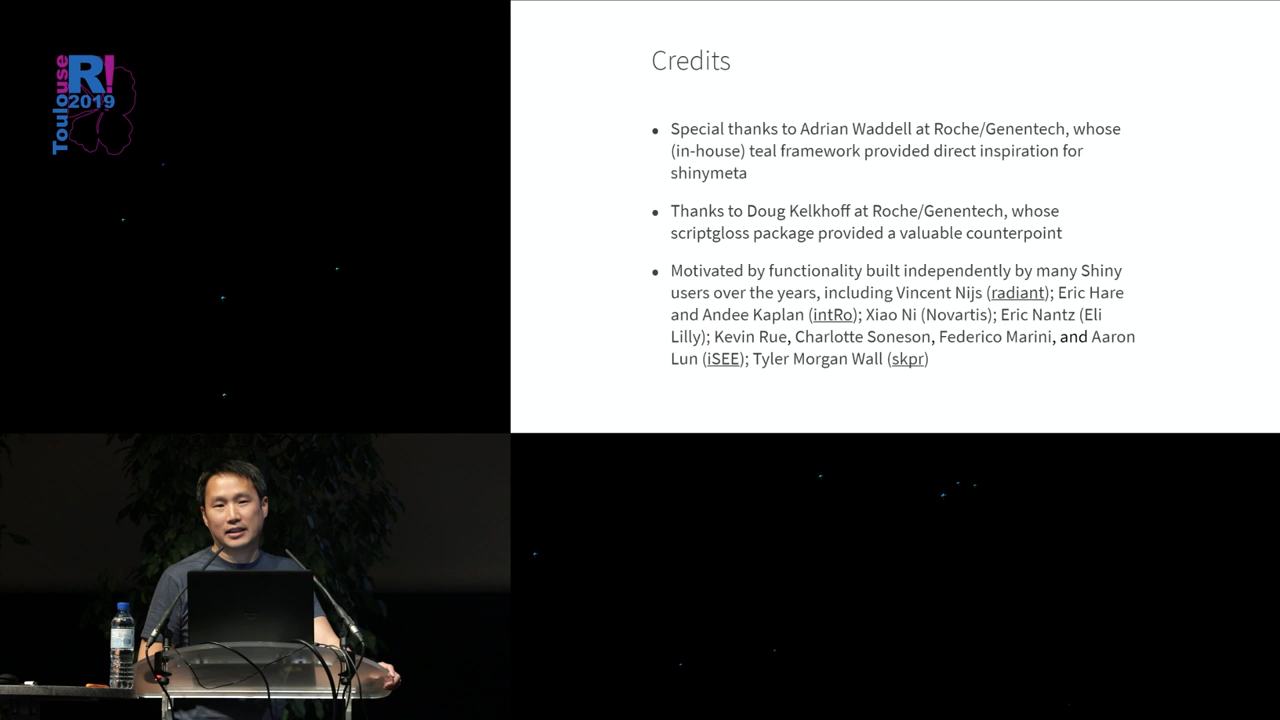 Toulouse
R!
2019
Credits
• Special thanks to Adrian Waddell at Roche/Genentech, whose
(in-house) teal framework provided direct inspiration for
shinymeta
• Thanks to Doug Kelkhoff at Roche/Genentech, whose
scriptgloss package provided a valuable counterpoint
• Motivated by functionality built independently by many Shiny
users over the years, including Vincent Nijs (radiant); Eric Hare
and Andee Kaplan (intRo); Xiao Ni (Novartis); Eric Nantz (Eli
Lilly); Kevin Rue, Charlotte Soneson, Federico Marini, and Aaron
Lun (iSEE); Tyler Morgan Wall (skpr)